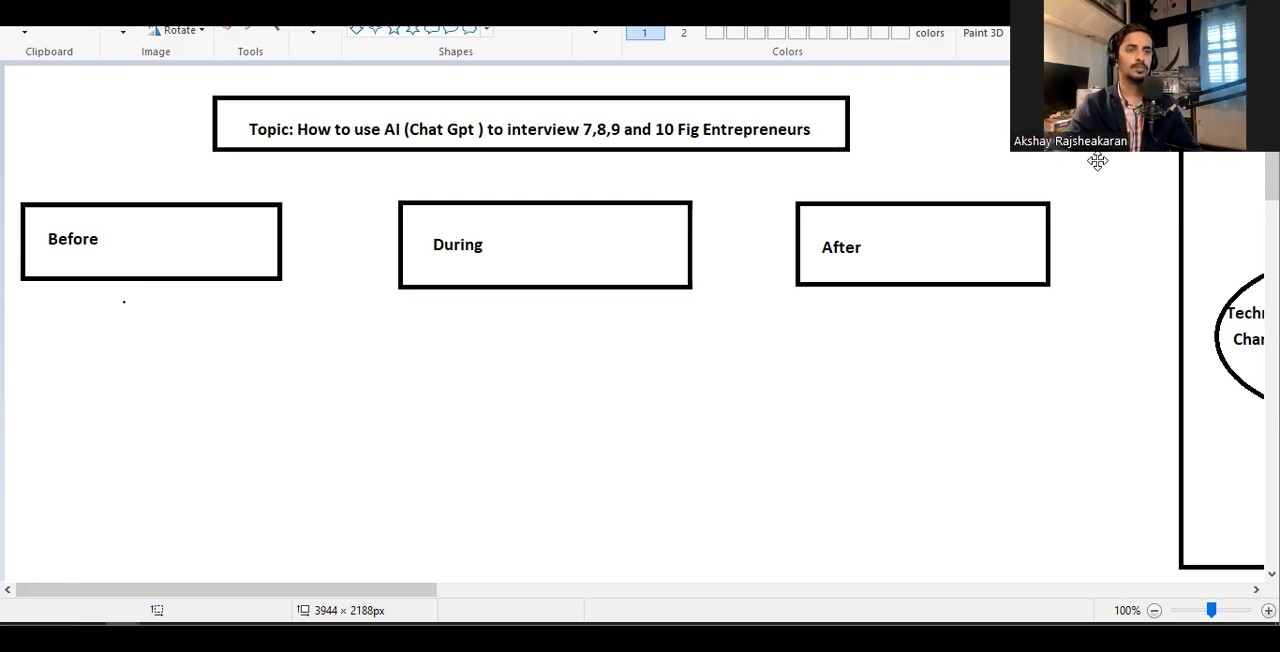 Rotate
1
2
colors
Paint 3D
Clipboard
Image
Tools
Shapes
Colors
Akshay Rajsheakaran
Topic: How to use AI (Chat Gpt ) to interview 7,8,9 and 10 Fig Entrepreneurs
Before
During
After
Techn
Char
3944 × 2188px
100%